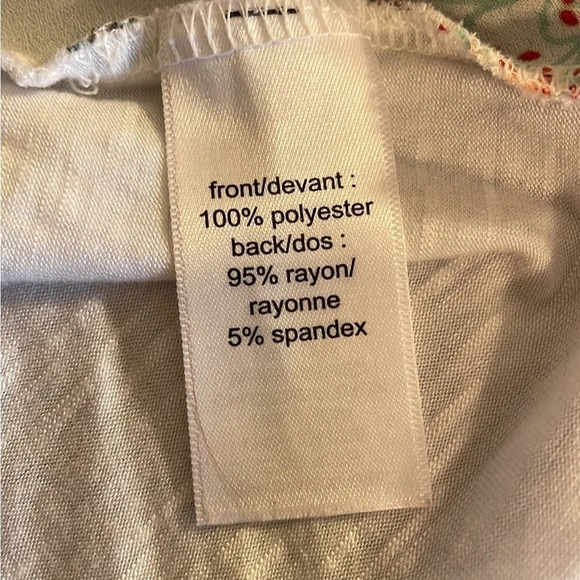 front/devant :
100% polyester
back/dos :
95% rayon/
rayonne
5% spandex